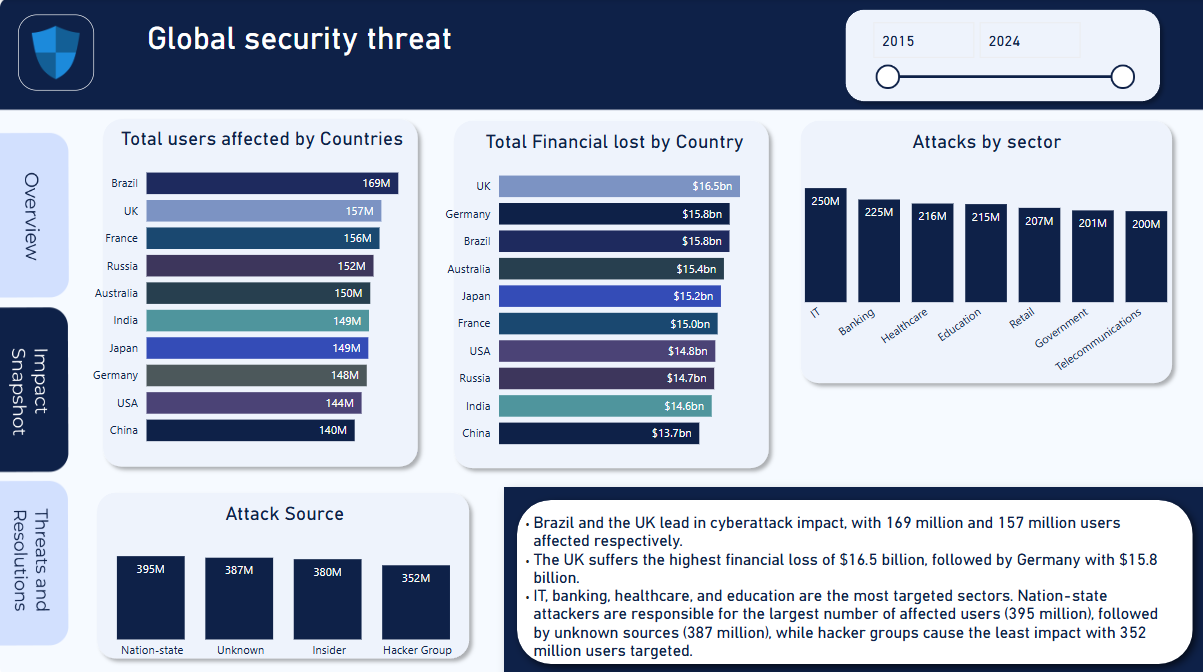 Global security threat
2015
2024
Overview
Impact
Snapshot
Threats and
Resolutions
Total users affected by Countries
Brazil 169M
UK 157M
France 156M
Russia 152M
Australia 150M
India 149M
Japan 149M
Germany 148M
USA 144M
China 140M
Total Financial lost by Country
UK $16.5bn
Germany $15.8bn
Brazil $15.8bn
Australia $15.4bn
Japan $15.2bn
France $15.0bn
USA $14.8bn
Russia $14.7bn
India $14.6bn
China $13.7bn
Attacks by sector
250M 225M 216M 215M 207M 201M 200M
IT Banking Healthcare Education Retail Government Telecommunications
Attack Source
395M 387M 380M 352M
Nation-state Unknown Insider Hacker Group
• Brazil and the UK lead in cyberattack impact, with 169 million and 157 million users
affected respectively.
• The UK suffers the highest financial loss of $16.5 billion, followed by Germany with $15.8
billion.
• IT, banking, healthcare, and education are the most targeted sectors. Nation-state
attackers are responsible for the largest number of affected users (395 million), followed
by unknown sources (387 million), while hacker groups cause the least impact with 352
million users targeted.